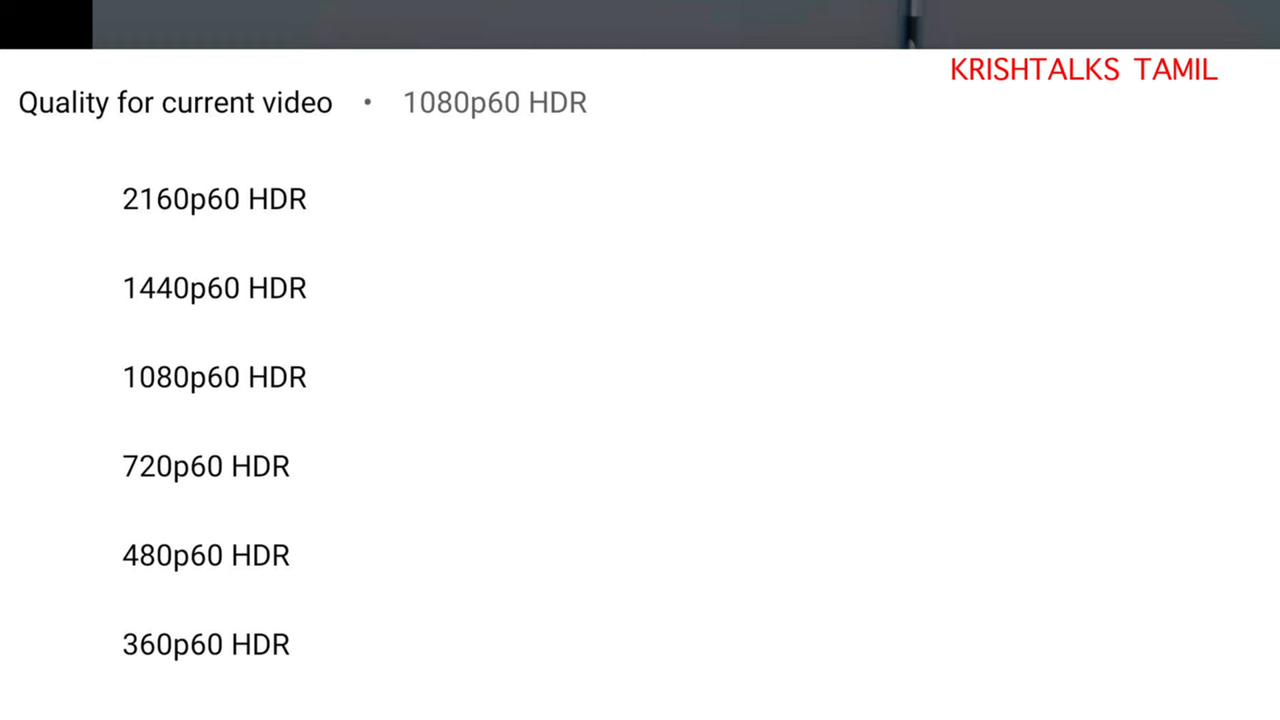 KRISHTALKS TAMIL
Quality for current video • 1080p60 HDR
2160p60 HDR
1440p60 HDR
1080p60 HDR
720p60 HDR
480p60 HDR
360p60 HDR